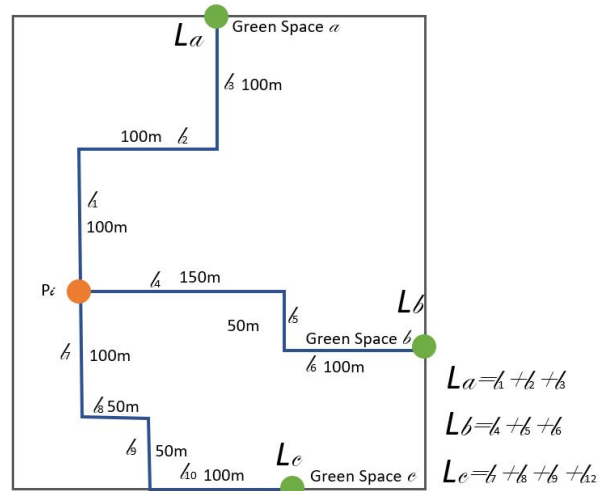 La
Green Space a
l3 100m
100m l2
l1
100m
l4 150m
Pi
Lb
50m
l5
Green Space b
l6 100m
l7 100m
La=l1+l2+l3
l8 50m
Lb=l4+l5+l6
l9 50m
Lc
l10 100m
Green Space c
Lc=l7+l8+l9+l12